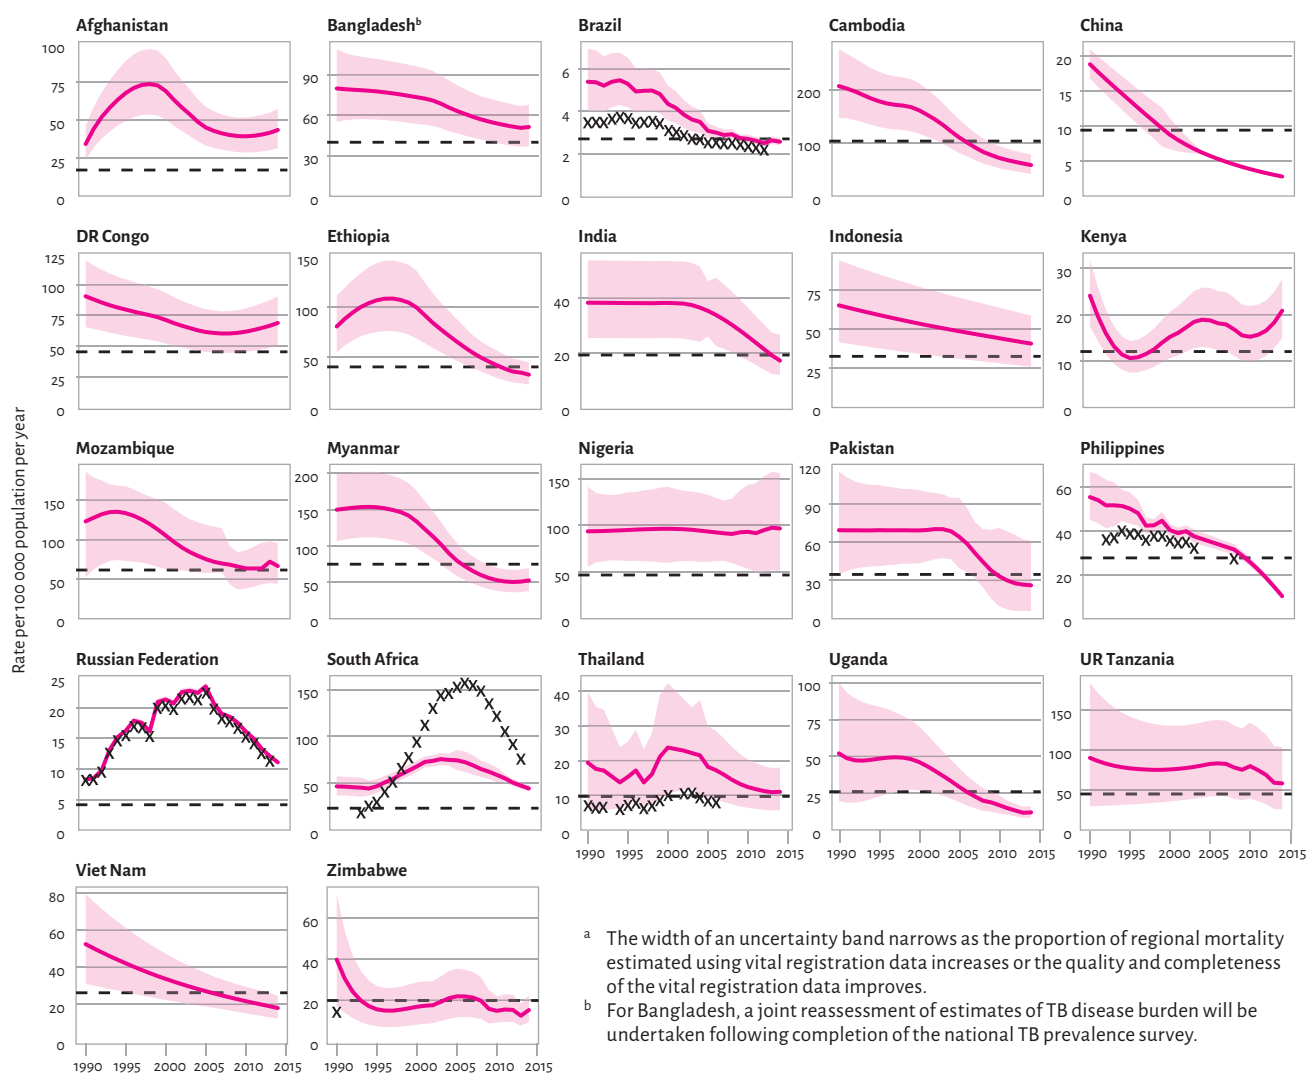 Rate per 100 000 population per year
Afghanistan
100
75
50
25
0
Bangladeshᵇ
90
60
30
0
Brazil
6
4
2
0
Cambodia
200
100
0
China
20
15
10
5
0
DR Congo
125
100
75
50
25
0
Ethiopia
150
100
50
0
India
40
20
0
Indonesia
75
50
25
0
Kenya
30
20
10
0
Mozambique
150
100
50
0
Myanmar
200
150
100
50
0
Nigeria
150
100
50
0
Pakistan
120
90
60
30
0
Philippines
60
40
20
0
Russian Federation
25
20
15
10
5
0
South Africa
150
100
50
0
Thailand
40
30
20
10
0
1990 1995 2000 2005 2010 2015
Uganda
100
75
50
25
0
1990 1995 2000 2005 2010 2015
UR Tanzania
150
100
50
0
1990 1995 2000 2005 2010 2015
Viet Nam
80
60
40
20
0
1990 1995 2000 2005 2010 2015
Zimbabwe
60
40
20
0
1990 1995 2000 2005 2010 2015
ᵃ The width of an uncertainty band narrows as the proportion of regional mortality
estimated using vital registration data increases or the quality and completeness
of the vital registration data improves.
ᵇ For Bangladesh, a joint reassessment of estimates of TB disease burden will be
undertaken following completion of the national TB prevalence survey.